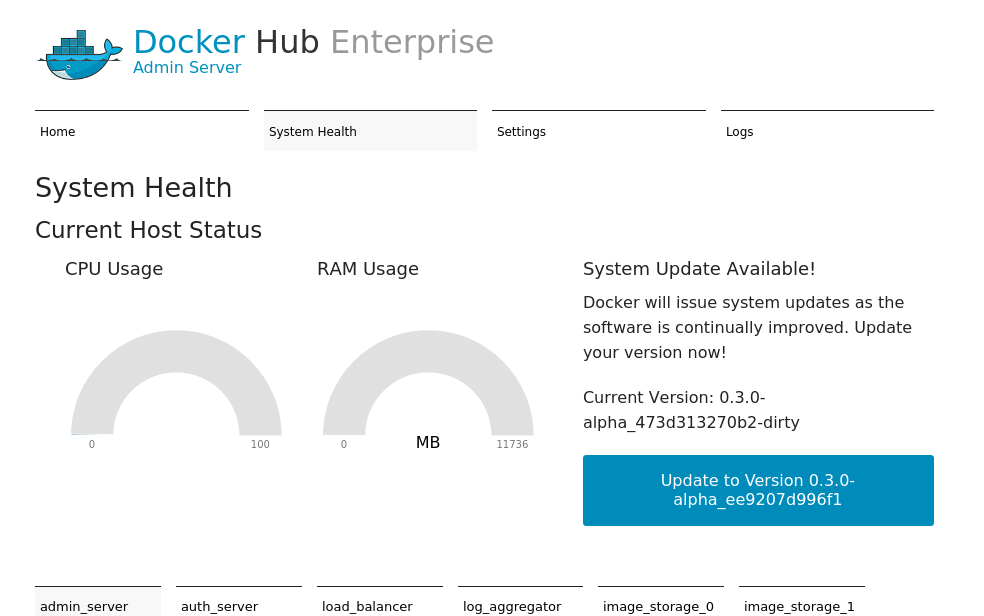 Docker Hub Enterprise
Admin Server
Home
System Health
Settings
Logs
System Health
Current Host Status
CPU Usage
RAM Usage
System Update Available!
Docker will issue system updates as the
software is continually improved. Update
your version now!
Current Version: 0.3.0-
alpha_473d313270b2-dirty
Update to Version 0.3.0-
alpha_ee9207d996f1
0
100
0
MB
11736
admin_server
auth_server
load_balancer
log_aggregator
image_storage_0
image_storage_1